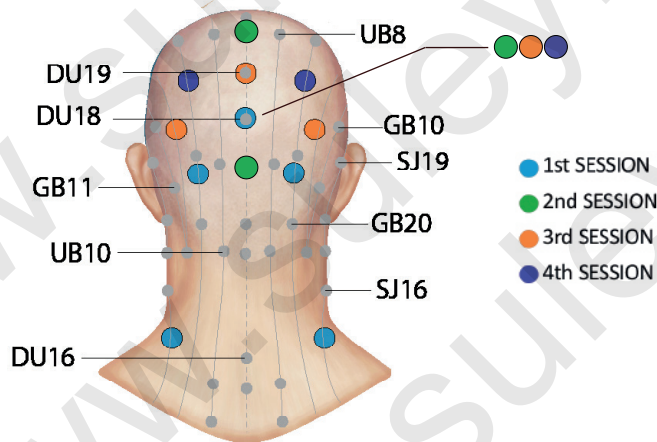 UB8
DU19
DU18
GB10
SJ19
GB11
GB20
UB10
SJ16
DU16
1st SESSION
2nd SESSION
3rd SESSION
4th SESSION